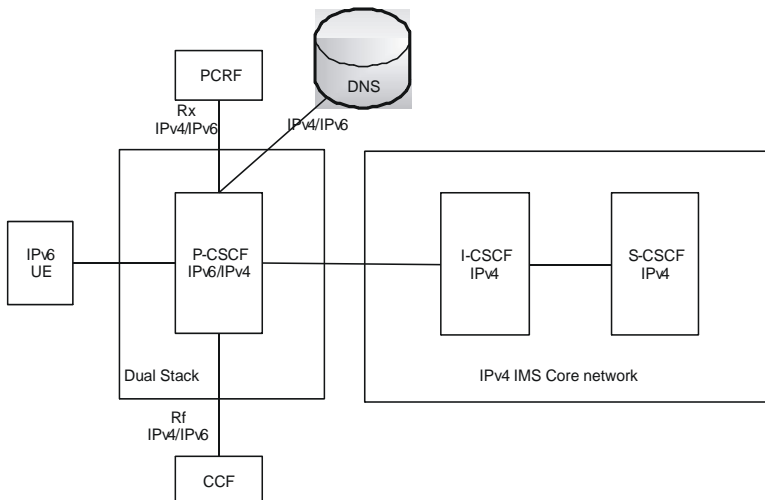 PCRF
DNS
Rx
IPv4/IPv6
IPv4/IPv6
IPv6
UE
P-CSCF
IPv6/IPv4
I-CSCF
IPv4
S-CSCF
IPv4
Dual Stack
IPv4 IMS Core network
Rf
IPv4/IPv6
CCF